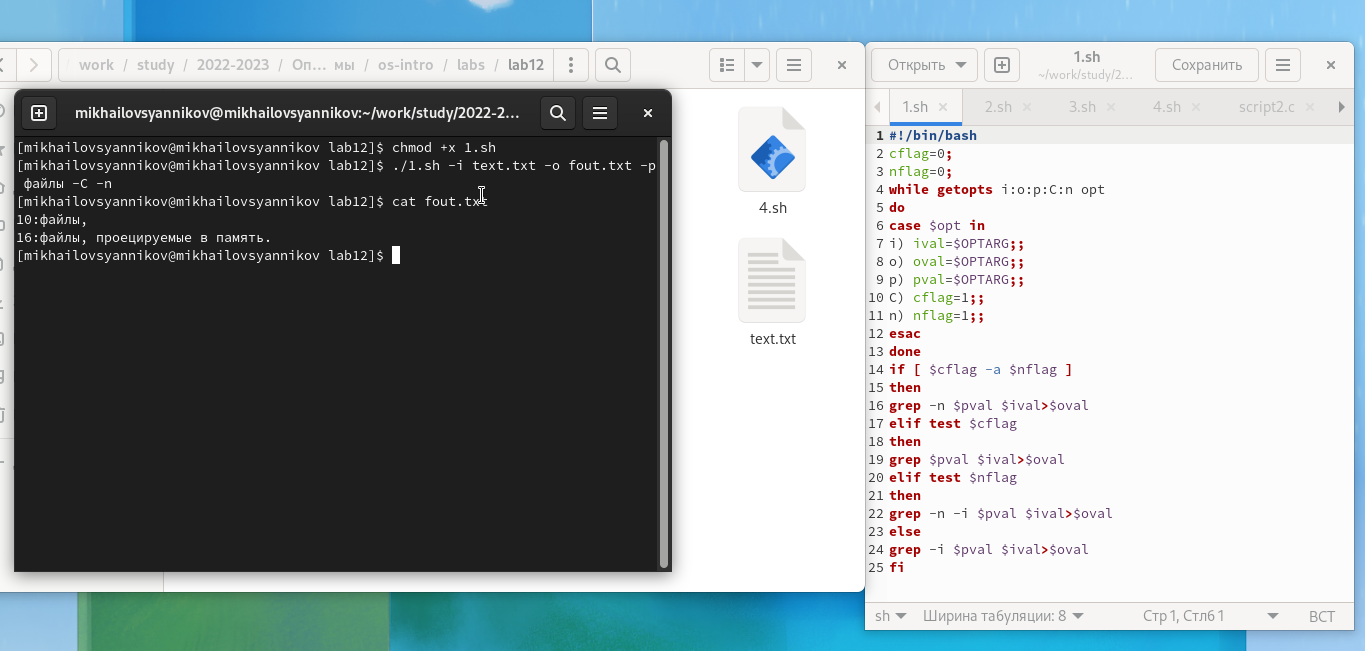 work / study / 2022-2023 / Оп... мы / os-intro / labs / lab12
mikhailovsyannikov@mikhailovsyannikov:~/work/study/2022-2...
[mikhailovsyannikov@mikhailovsyannikov lab12]$ chmod +x 1.sh
[mikhailovsyannikov@mikhailovsyannikov lab12]$ ./1.sh -i text.txt -o fout.txt -p
файлы -C -n
[mikhailovsyannikov@mikhailovsyannikov lab12]$ cat fout.txt
10:файлы,
16:файлы, проецируемые в память.
[mikhailovsyannikov@mikhailovsyannikov lab12]$
4.sh
text.txt
Открыть
1.sh
~/work/study/2...
Сохранить
1.sh
2.sh
3.sh
4.sh
script2.c
1 #!/bin/bash
2 cflag=0;
3 nflag=0;
4 while getopts i:o:p:C:n opt
5 do
6 case $opt in
7 i) ival=$OPTARG;;
8 o) oval=$OPTARG;;
9 p) pval=$OPTARG;;
10 C) cflag=1;;
11 n) nflag=1;;
12 esac
13 done
14 if [ $cflag -a $nflag ]
15 then
16 grep -n $pval $ival>$oval
17 elif test $cflag
18 then
19 grep $pval $ival>$oval
20 elif test $nflag
21 then
22 grep -n -i $pval $ival>$oval
23 else
24 grep -i $pval $ival>$oval
25 fi
sh
Ширина табуляции: 8
Стр 1, Стлб 1
ВСТ